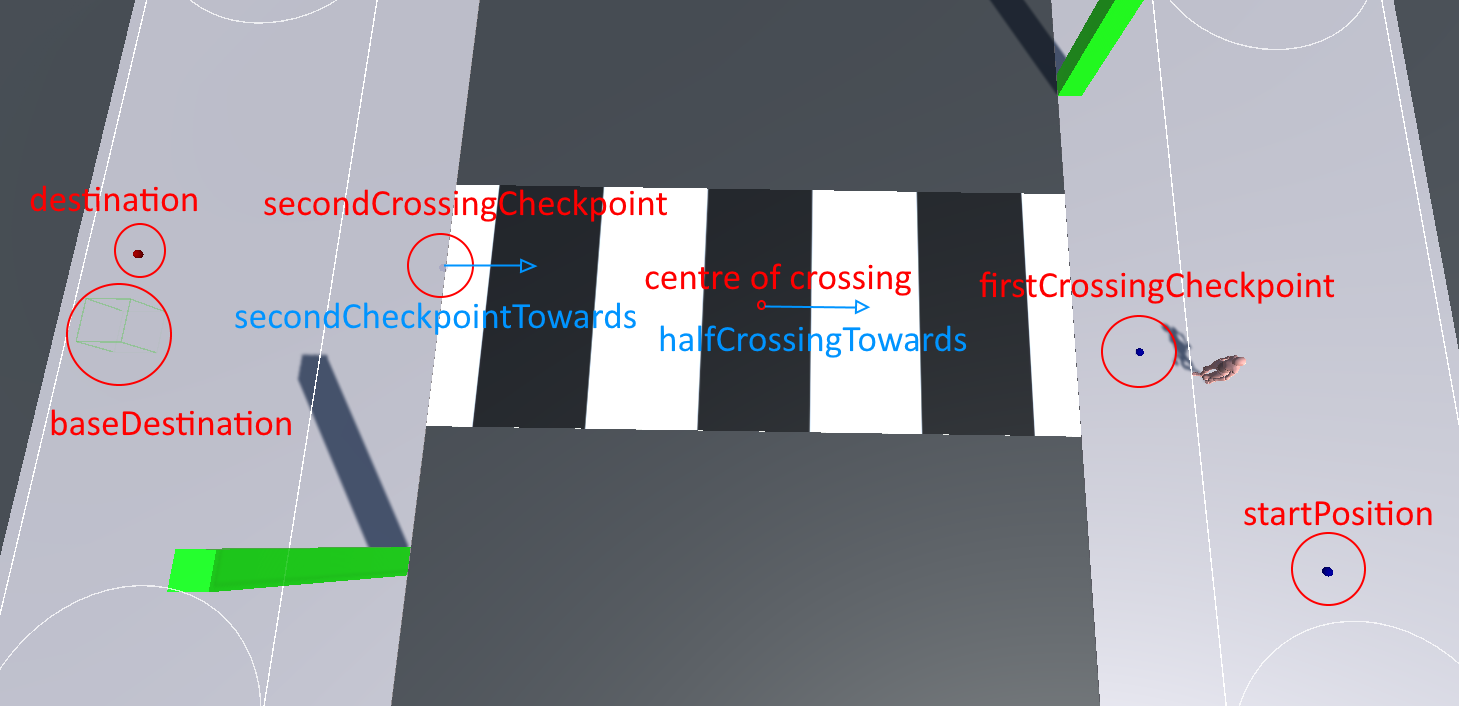 destination
secondCrossingCheckpoint
centre of crossing
firstCrossingCheckpoint
secondCheckpointTowards
halfCrossingTowards
baseDestination
startPosition